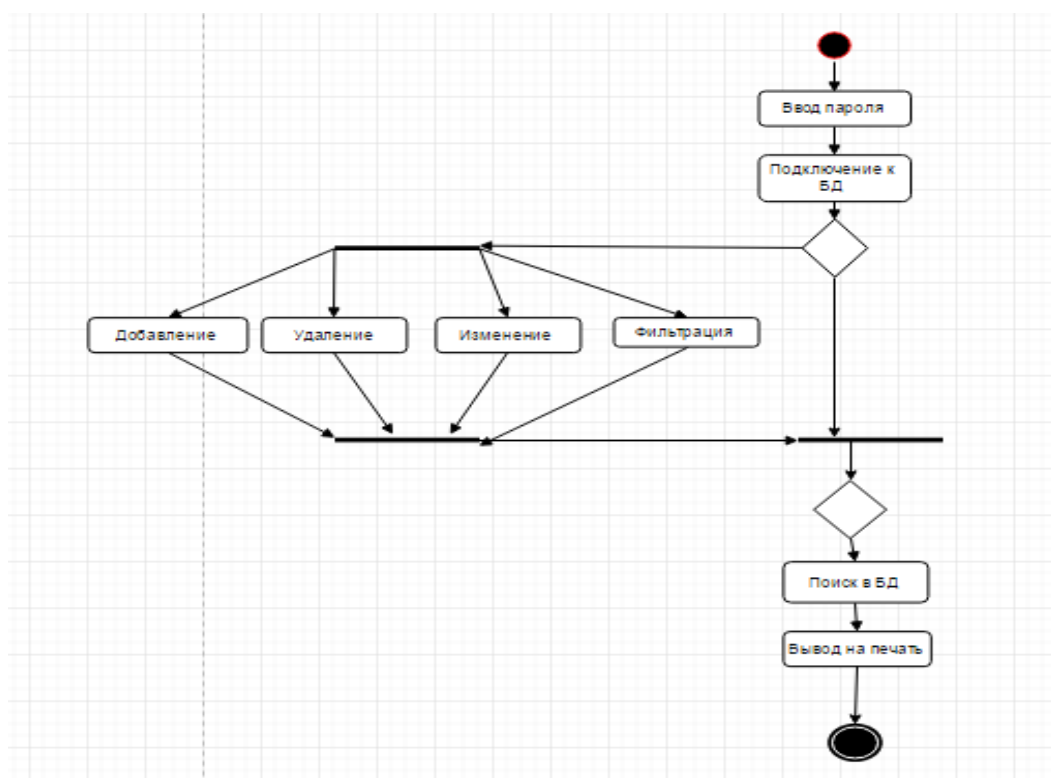 Ввод пароля
Подключение к
БД
Добавление
Удаление
Изменение
Фильтрация
Поиск в БД
Вывод на печать